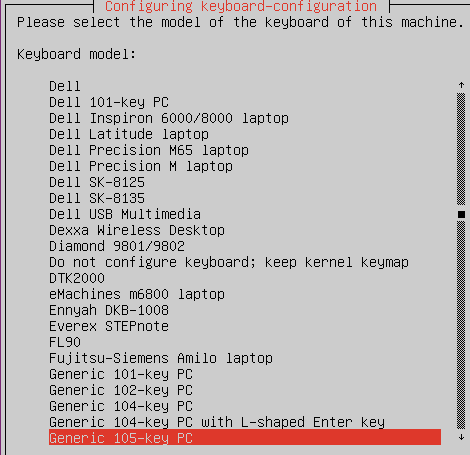 Configuring keyboard-configuration
Please select the model of the keyboard of this machine.
Keyboard model:
Dell
Dell 101-key PC
Dell Inspiron 6000/8000 laptop
Dell Latitude laptop
Dell Precision M65 laptop
Dell Precision M laptop
Dell SK-8125
Dell SK-8135
Dell USB Multimedia
Dexxa Wireless Desktop
Diamond 9801/9802
Do not configure keyboard; keep kernel keymap
DTK2000
eMachines m6800 laptop
Ennyah DKB-1008
Everex STEPnote
FL90
Fujitsu-Siemens Amilo laptop
Generic 101-key PC
Generic 102-key PC
Generic 104-key PC
Generic 104-key PC with L-shaped Enter key
Generic 105-key PC